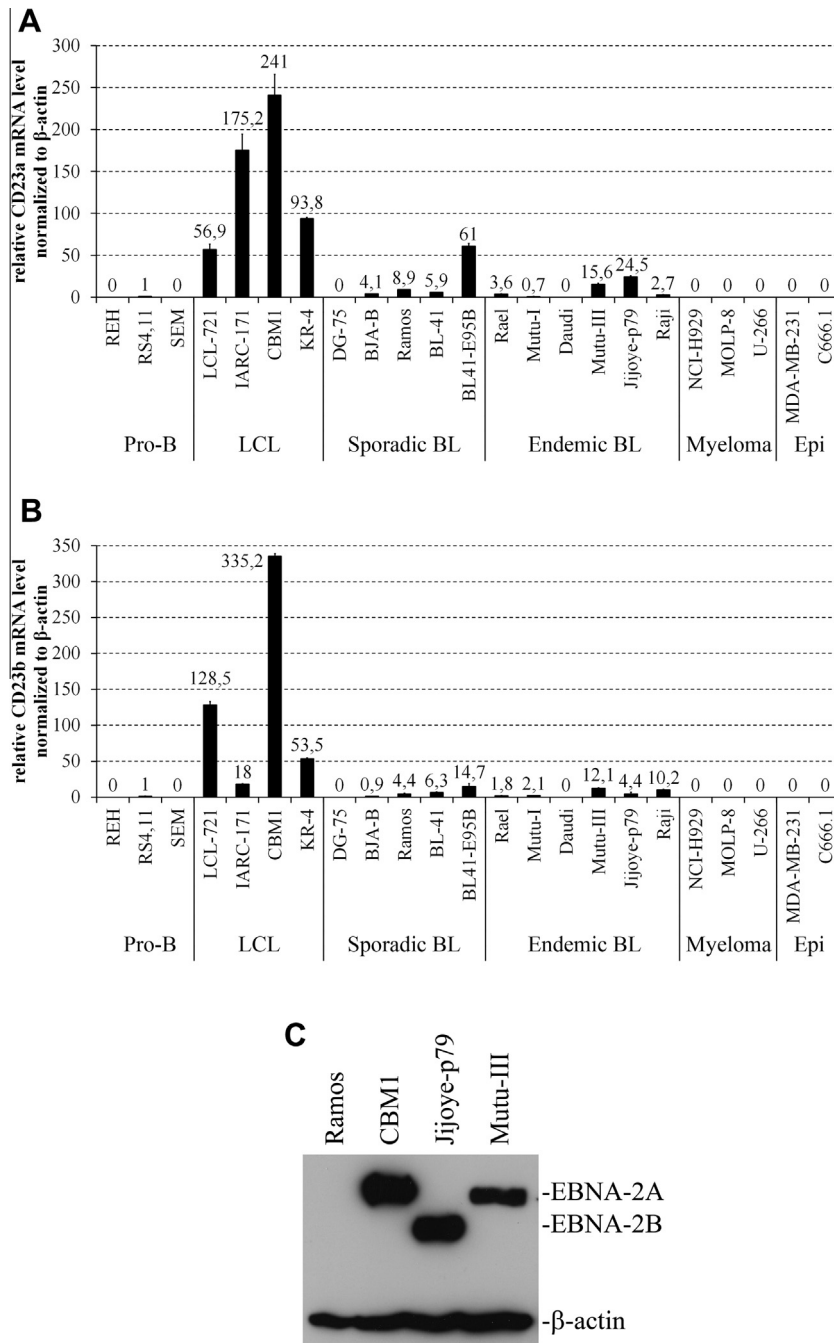 A
relative CD23a mRNA level
normalized to β-actin
300
250
200
150
100
50
0
0 1 0 56,9 175,2 241 93,8 0 4,1 8,9 5,9 61 3,6 0,7 0 15,6 24,5 2,7 0 0 0 0 0
REH RS4,11 SEM LCL-721 IARC-171 CBM1 KR-4 DG-75 BJA-B Ramos BL-41 BL41-E95B Rael Mutu-I Daudi Mutu-III Jijoye-p79 Raji NCI-H929 MOLP-8 U-266 MDA-MB-231 C666.1
Pro-B LCL Sporadic BL Endemic BL Myeloma Epi
B
relative CD23b mRNA level
normalized to β-actin
350
300
250
200
150
100
50
0
0 1 0 128,5 18 335,2 53,5 0 0,9 4,4 6,3 14,7 1,8 2,1 0 12,1 4,4 10,2 0 0 0 0 0
REH RS4,11 SEM LCL-721 IARC-171 CBM1 KR-4 DG-75 BJA-B Ramos BL-41 BL41-E95B Rael Mutu-I Daudi Mutu-III Jijoye-p79 Raji NCI-H929 MOLP-8 U-266 MDA-MB-231 C666.1
Pro-B LCL Sporadic BL Endemic BL Myeloma Epi
C
Ramos CBM1 Jijoye-p79 Mutu-III
-EBNA-2A
-EBNA-2B
-β-actin